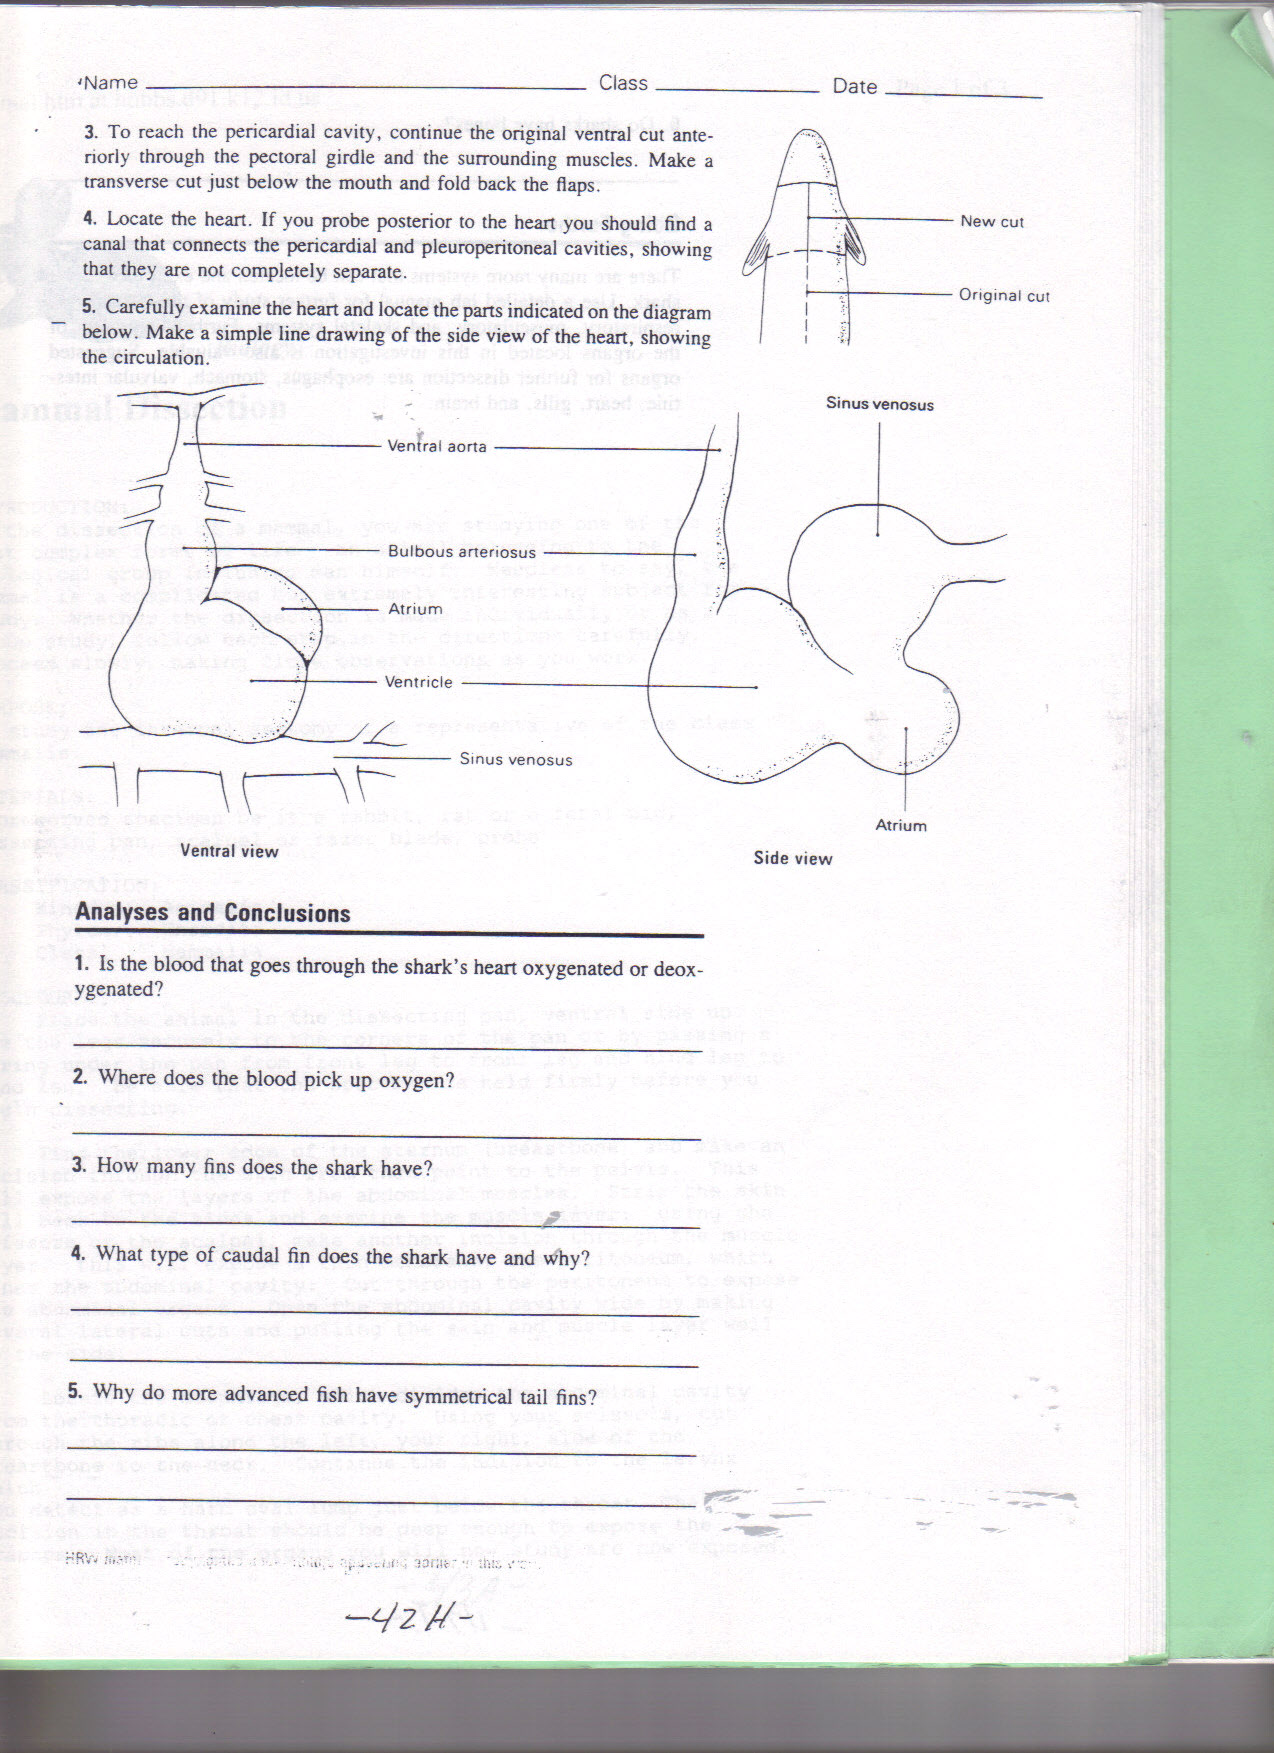 Name Class Date
3. To reach the pericardial cavity, continue the original ventral cut ante-
riorly through the pectoral girdle and the surrounding muscles. Make a
transverse cut just below the mouth and fold back the flaps.
4. Locate the heart. If you probe posterior to the heart you should find a
canal that connects the pericardial and pleuroperitoneal cavities, showing
that they are not completely separate.
5. Carefully examine the heart and locate the parts indicated on the diagram
below. Make a simple line drawing of the side view of the heart, showing
the circulation.
New cut
Original cut
Sinus venosus
Ventral aorta
Bulbous arteriosus
Atrium
Ventricle
Sinus venosus
Atrium
Ventral view
Side view
Analyses and Conclusions
1. Is the blood that goes through the shark's heart oxygenated or deox-
ygenated?
2. Where does the blood pick up oxygen?
3. How many fins does the shark have?
4. What type of caudal fin does the shark have and why?
5. Why do more advanced fish have symmetrical tail fins?
HRW
-42H-